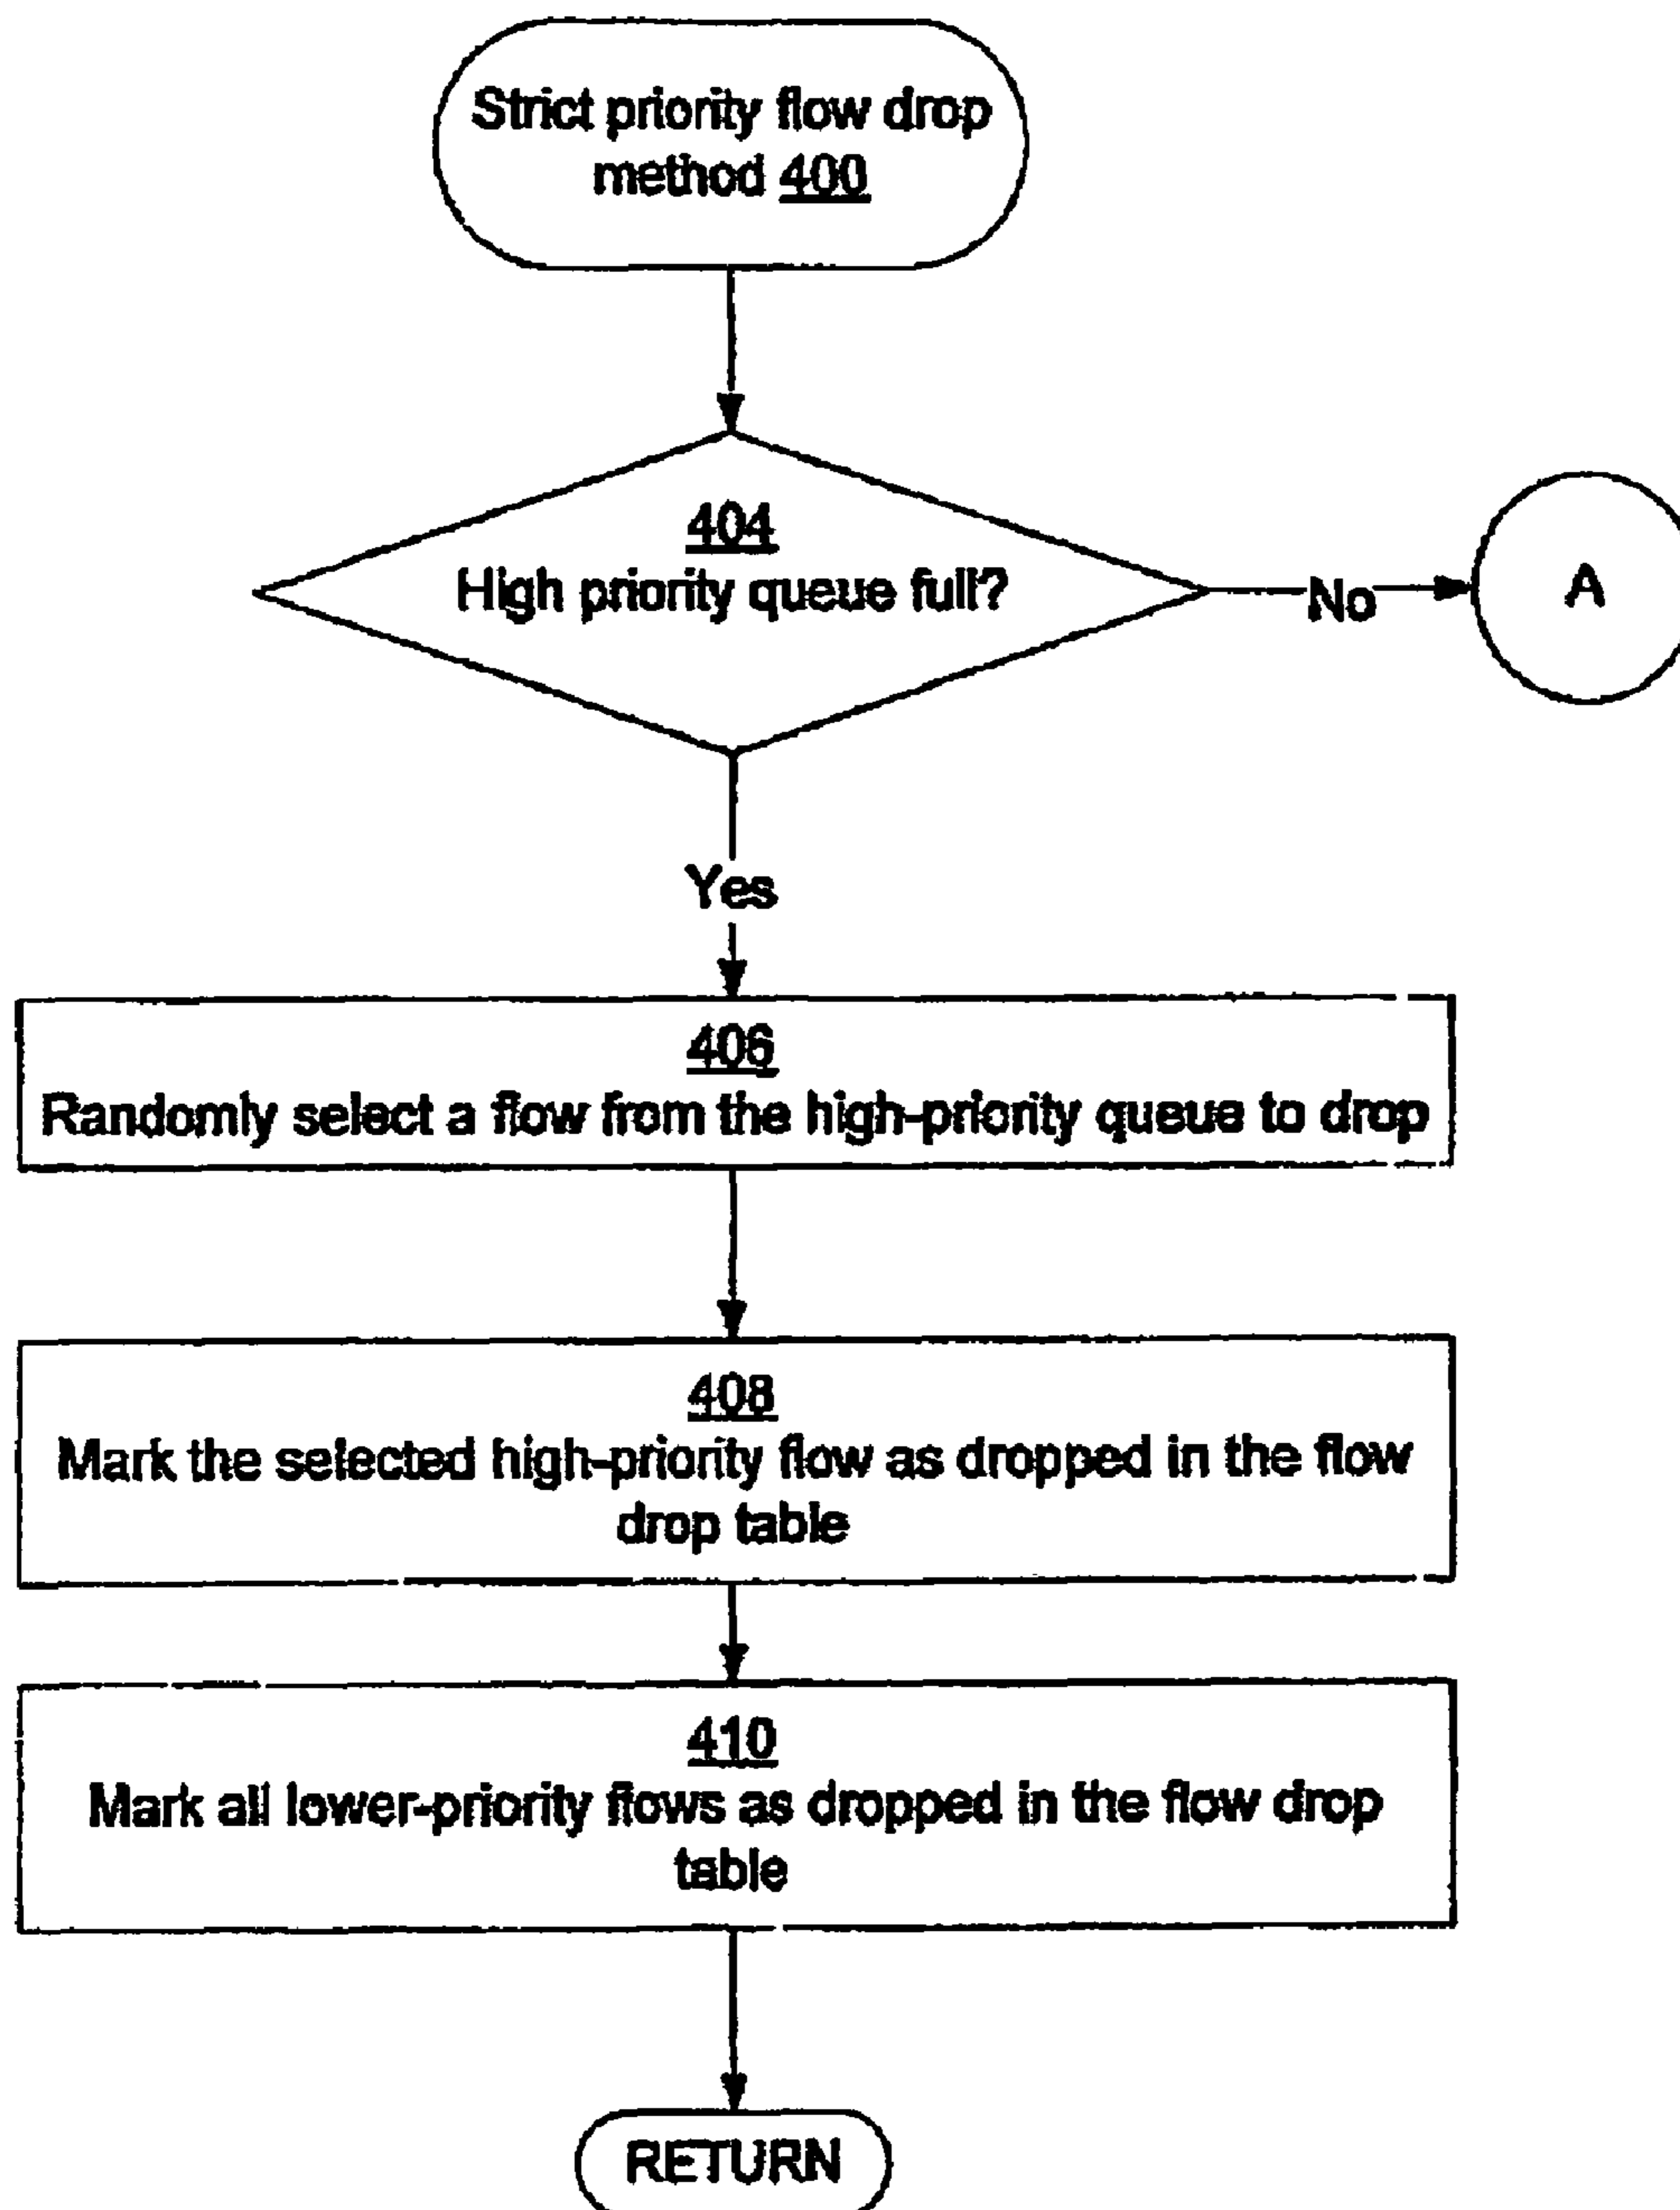 Strict priority flow drop
method 400
404
High priority queue full?
No
A
Yes
406
Randomly select a flow from the high-priority queue to drop
408
Mark the selected high-priority flow as dropped in the flow
drop table
410
Mark all lower-priority flows as dropped in the flow drop
table
RETURN